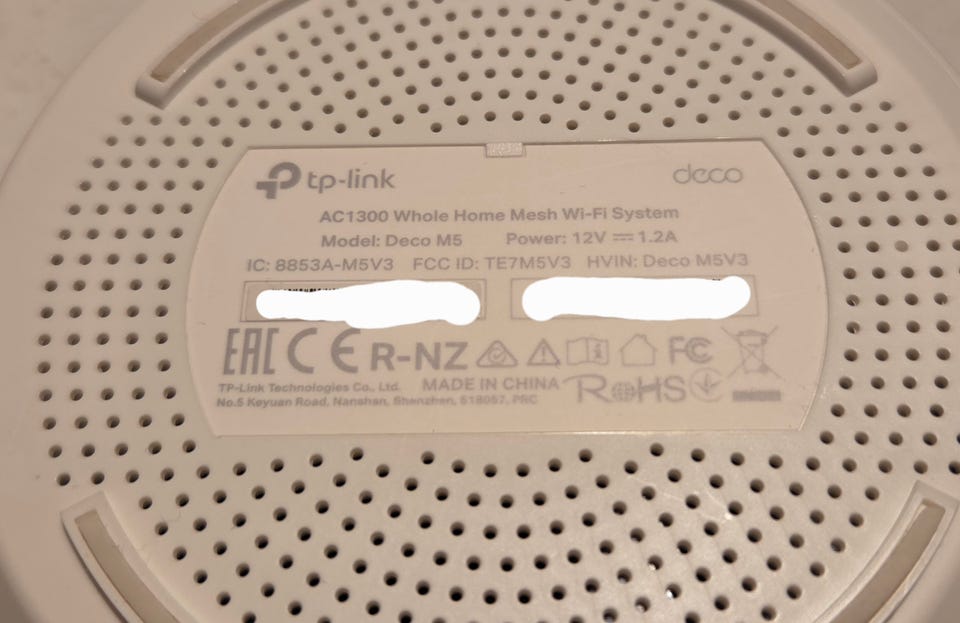 tp-link
deco
AC1300 Whole Home Mesh Wi-Fi System
Model: Deco M5 Power: 12V ⎓ 1.2A
IC: 8853A-M5V3 FCC ID: TE7M5V3 HVIN: Deco M5V3
EAC CE R-NZ FC
TP-Link Technologies Co., Ltd. MADE IN CHINA RoHS
No.5 Keyuan Road, Nanshan, Shenzhen, 518057, PRC